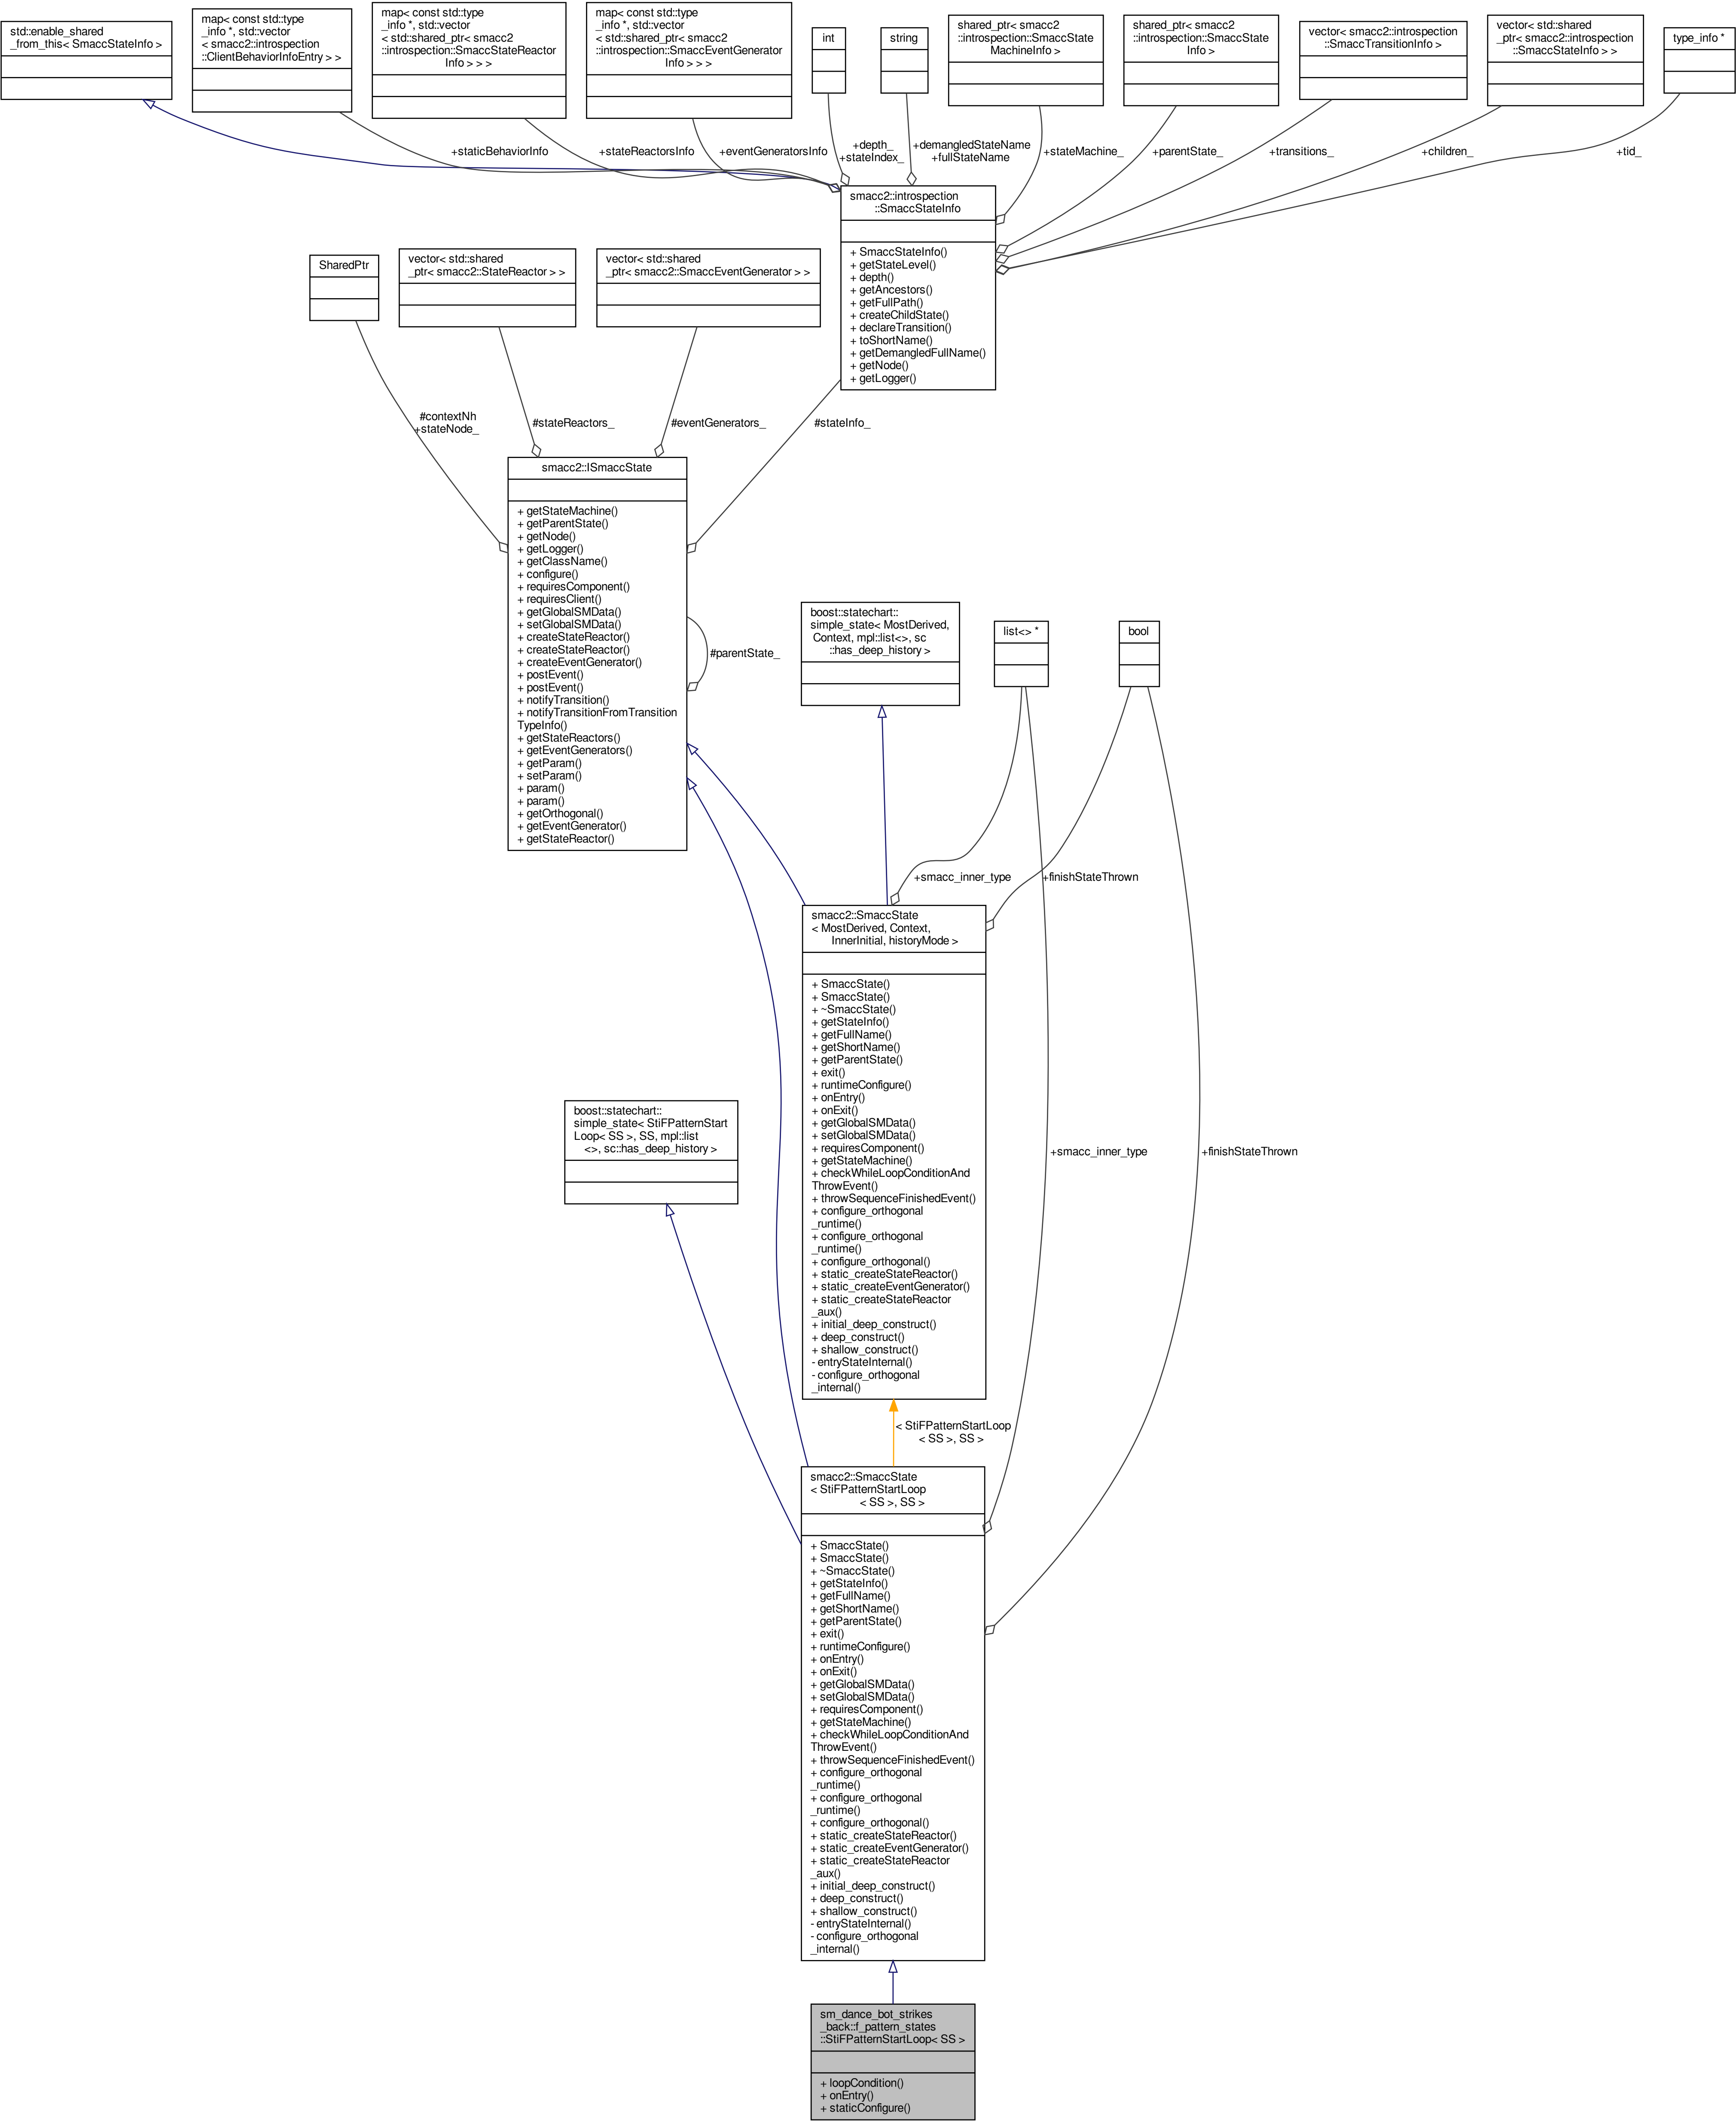 std::enable_shared
_from_this< SmaccStateInfo >
map< const std::type
_info *, std::vector
< smacc2::introspection
::ClientBehaviorInfoEntry > >
map< const std::type
_info *, std::vector
< std::shared_ptr< smacc2
::introspection::SmaccStateReactor
Info > > >
map< const std::type
_info *, std::vector
< std::shared_ptr< smacc2
::introspection::SmaccEventGenerator
Info > > >
int
string
shared_ptr< smacc2
::introspection::SmaccState
MachineInfo >
shared_ptr< smacc2
::introspection::SmaccState
Info >
vector< smacc2::introspection
::SmaccTransitionInfo >
vector< std::shared
_ptr< smacc2::introspection
::SmaccStateInfo > >
type_info *
+staticBehaviorInfo
+stateReactorsInfo
+eventGeneratorsInfo
+depth_
+stateIndex_
+demangledStateName
+fullStateName
+stateMachine_
+parentState_
+transitions_
+children_
+tid_
smacc2::introspection
::SmaccStateInfo
+ SmaccStateInfo()
+ getStateLevel()
+ depth()
+ getAncestors()
+ getFullPath()
+ createChildState()
+ declareTransition()
+ toShortName()
+ getDemangledFullName()
+ getNode()
+ getLogger()
SharedPtr
vector< std::shared
_ptr< smacc2::StateReactor > >
vector< std::shared
_ptr< smacc2::SmaccEventGenerator > >
#contextNh
+stateNode_
#stateReactors_
#eventGenerators_
#stateInfo_
smacc2::ISmaccState
+ getStateMachine()
+ getParentState()
+ getNode()
+ getLogger()
+ getClassName()
+ configure()
+ requiresComponent()
+ requiresClient()
+ getGlobalSMData()
+ setGlobalSMData()
+ createStateReactor()
+ createStateReactor()
+ createEventGenerator()
+ postEvent()
+ postEvent()
+ notifyTransition()
+ notifyTransitionFromTransition
TypeInfo()
+ getStateReactors()
+ getEventGenerators()
+ getParam()
+ setParam()
+ param()
+ param()
+ getOrthogonal()
+ getEventGenerator()
+ getStateReactor()
#parentState_
boost::statechart::
simple_state< MostDerived,
Context, mpl::list<>, sc
::has_deep_history >
list<> *
bool
+smacc_inner_type
+finishStateThrown
smacc2::SmaccState
< MostDerived, Context,
InnerInitial, historyMode >
+ SmaccState()
+ SmaccState()
+ ~SmaccState()
+ getStateInfo()
+ getFullName()
+ getShortName()
+ getParentState()
+ exit()
+ runtimeConfigure()
+ onEntry()
+ onExit()
+ getGlobalSMData()
+ setGlobalSMData()
+ requiresComponent()
+ getStateMachine()
+ checkWhileLoopConditionAnd
ThrowEvent()
+ throwSequenceFinishedEvent()
+ configure_orthogonal
_runtime()
+ configure_orthogonal
_runtime()
+ configure_orthogonal()
+ static_createStateReactor()
+ static_createEventGenerator()
+ static_createStateReactor
_aux()
+ initial_deep_construct()
+ deep_construct()
+ shallow_construct()
- entryStateInternal()
- configure_orthogonal
_internal()
boost::statechart::
simple_state< StiFPatternStart
Loop< SS >, SS, mpl::list
<>, sc::has_deep_history >
+smacc_inner_type
+finishStateThrown
< StiFPatternStartLoop
< SS >, SS >
smacc2::SmaccState
< StiFPatternStartLoop
< SS >, SS >
+ SmaccState()
+ SmaccState()
+ ~SmaccState()
+ getStateInfo()
+ getFullName()
+ getShortName()
+ getParentState()
+ exit()
+ runtimeConfigure()
+ onEntry()
+ onExit()
+ getGlobalSMData()
+ setGlobalSMData()
+ requiresComponent()
+ getStateMachine()
+ checkWhileLoopConditionAnd
ThrowEvent()
+ throwSequenceFinishedEvent()
+ configure_orthogonal
_runtime()
+ configure_orthogonal
_runtime()
+ configure_orthogonal()
+ static_createStateReactor()
+ static_createEventGenerator()
+ static_createStateReactor
_aux()
+ initial_deep_construct()
+ deep_construct()
+ shallow_construct()
- entryStateInternal()
- configure_orthogonal
_internal()
sm_dance_bot_strikes
_back::f_pattern_states
::StiFPatternStartLoop< SS >
+ loopCondition()
+ onEntry()
+ staticConfigure()